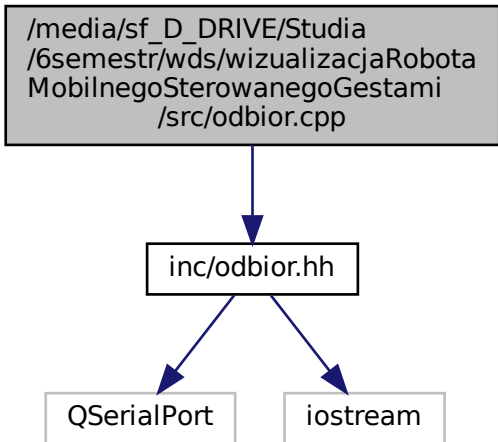 /media/sf_D_DRIVE/Studia
/6semestr/wds/wizualizacjaRobota
MobilnegoSterowanegoGestami
/src/odbior.cpp
inc/odbior.hh
QSerialPort
iostream